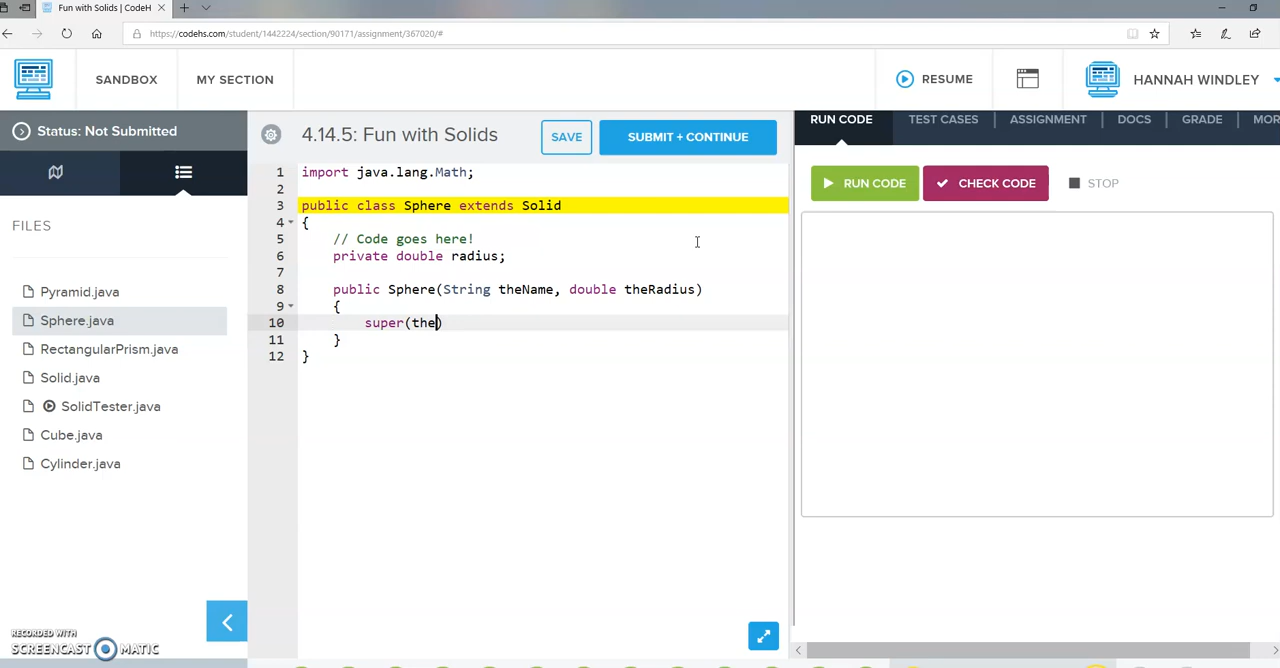 Fun with Solids | CodeH
https://codehs.com/student/1442224/section/90171/assignment/367020/#
SANDBOX
MY SECTION
RESUME
HANNAH WINDLEY
Status: Not Submitted
4.14.5: Fun with Solids
SAVE
SUBMIT + CONTINUE
RUN CODE
TEST CASES
ASSIGNMENT
DOCS
GRADE
MOR
RUN CODE
CHECK CODE
STOP
FILES
Pyramid.java
Sphere.java
RectangularPrism.java
Solid.java
SolidTester.java
Cube.java
Cylinder.java
1 import java.lang.Math;
2
3 public class Sphere extends Solid
4 {
5 // Code goes here!
6 private double radius;
7
8 public Sphere(String theName, double theRadius)
9 {
10 super(the)
11 }
12 }
RECORDED WITH
SCREENCAST MATIC